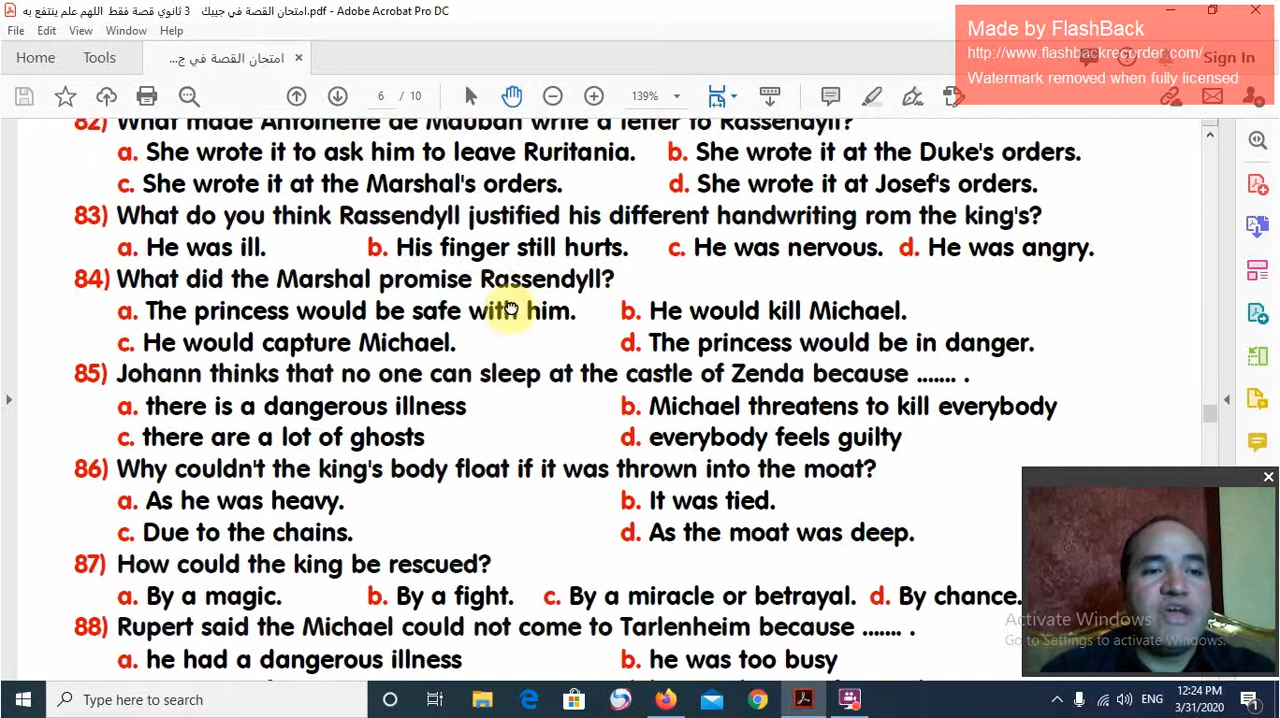 امتحان القصة في جيبك 3 ثانوي قصة فقط اللهم علم ينتفع به.pdf - Adobe Acrobat Pro DC
File Edit View Window Help
Made by FlashBack
http://www.flashbackrecorder.com/
Watermark removed when fully licensed
Home Tools امتحان القصة في ج... × Sign In
6 / 10 139%
82) What made Antoinette de Mauban write a letter to Rassendyll?
a. She wrote it to ask him to leave Ruritania. b. She wrote it at the Duke's orders.
c. She wrote it at the Marshal's orders. d. She wrote it at Josef's orders.
83) What do you think Rassendyll justified his different handwriting rom the king's?
a. He was ill. b. His finger still hurts. c. He was nervous. d. He was angry.
84) What did the Marshal promise Rassendyll?
a. The princess would be safe with him. b. He would kill Michael.
c. He would capture Michael. d. The princess would be in danger.
85) Johann thinks that no one can sleep at the castle of Zenda because ....... .
a. there is a dangerous illness b. Michael threatens to kill everybody
c. there are a lot of ghosts d. everybody feels guilty
86) Why couldn't the king's body float if it was thrown into the moat?
a. As he was heavy. b. It was tied.
c. Due to the chains. d. As the moat was deep.
87) How could the king be rescued?
a. By a magic. b. By a fight. c. By a miracle or betrayal. d. By chance.
88) Rupert said the Michael could not come to Tarlenheim because ....... .
a. he had a dangerous illness b. he was too busy
Activate Windows
Go to Settings to activate Windows.
Type here to search
ENG
12:24 PM
3/31/2020
1